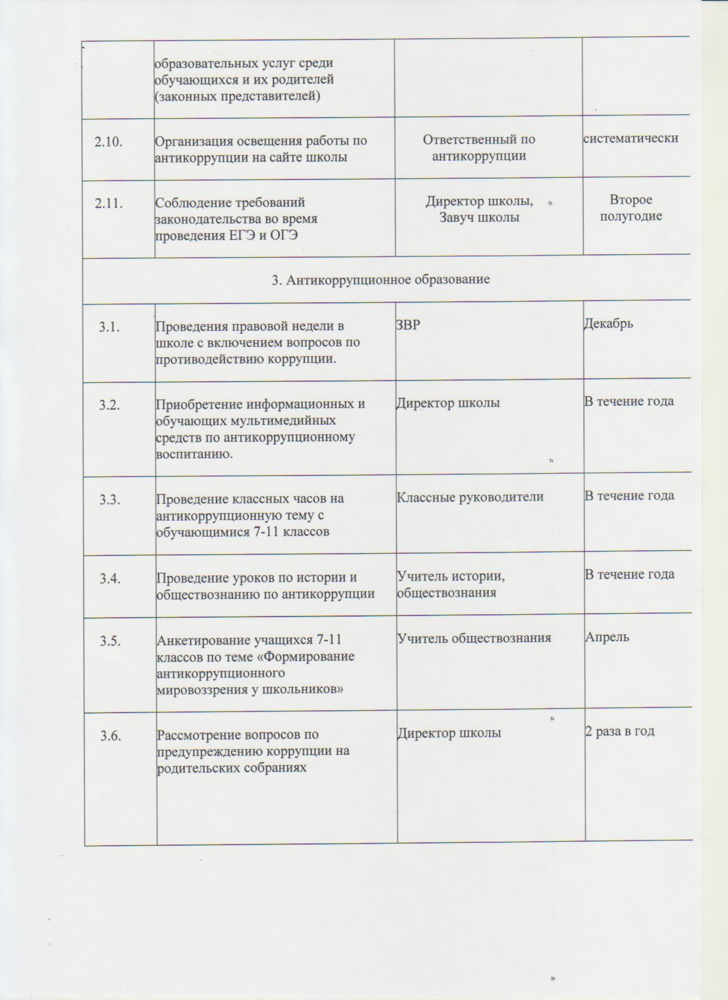 образовательных услуг среди
обучающихся и их родителей
(законных представителей)
2.10.
Организация освещения работы по
антикоррупции на сайте школы
Ответственный по
антикоррупции
систематически
2.11.
Соблюдение требований
законодательства во время
проведения ЕГЭ и ОГЭ
Директор школы,
Завуч школы
Второе
полугодие
3. Антикоррупционное образование
3.1.
Проведения правовой недели в
школе с включением вопросов по
противодействию коррупции.
ЗВР
Декабрь
3.2.
Приобретение информационных и
обучающих мультимедийных
средств по антикоррупционному
воспитанию.
Директор школы
В течение года
3.3.
Проведение классных часов на
антикоррупционную тему с
обучающимися 7-11 классов
Классные руководители
В течение года
3.4.
Проведение уроков по истории и
обществознанию по антикоррупции
Учитель истории,
обществознания
В течение года
3.5.
Анкетирование учащихся 7-11
классов по теме «Формирование
антикоррупционного
мировоззрения у школьников»
Учитель обществознания
Апрель
3.6.
Рассмотрение вопросов по
предупреждению коррупции на
родительских собраниях
Директор школы
2 раза в год